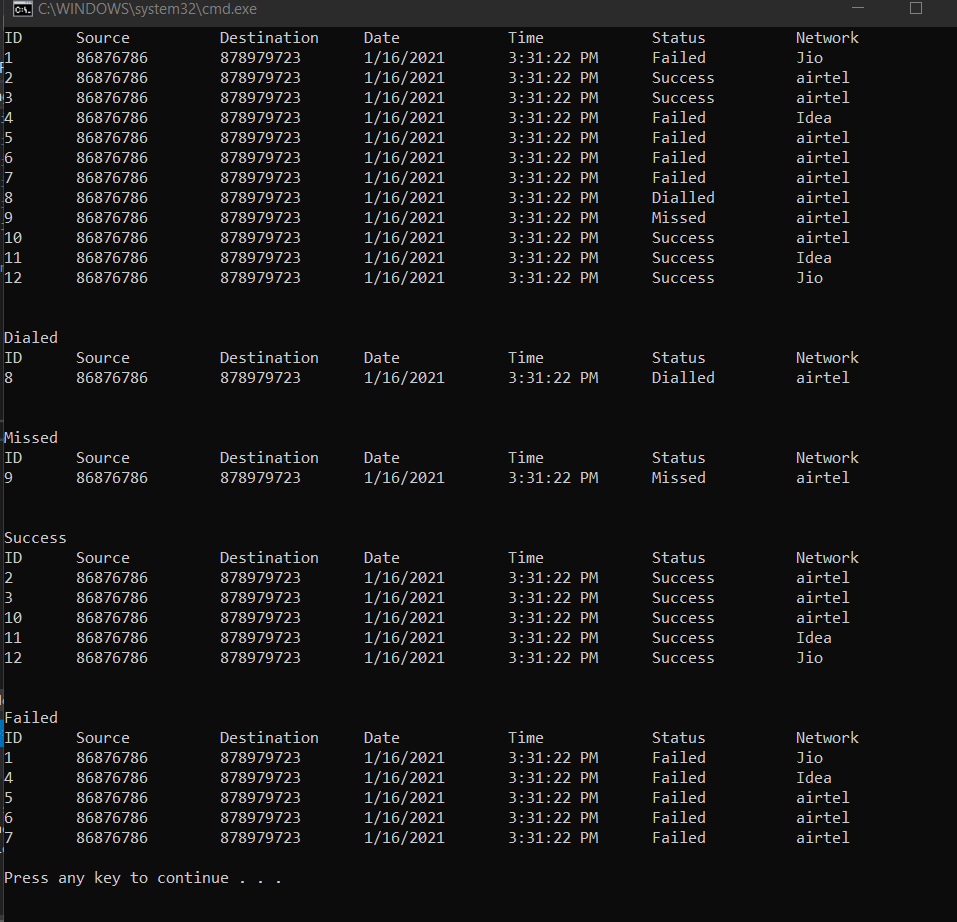 C:\WINDOWS\system32\cmd.exe
ID Source Destination Date Time Status Network
1 86876786 878979723 1/16/2021 3:31:22 PM Failed Jio
2 86876786 878979723 1/16/2021 3:31:22 PM Success airtel
3 86876786 878979723 1/16/2021 3:31:22 PM Success airtel
4 86876786 878979723 1/16/2021 3:31:22 PM Failed Idea
5 86876786 878979723 1/16/2021 3:31:22 PM Failed airtel
6 86876786 878979723 1/16/2021 3:31:22 PM Failed airtel
7 86876786 878979723 1/16/2021 3:31:22 PM Failed airtel
8 86876786 878979723 1/16/2021 3:31:22 PM Dialled airtel
9 86876786 878979723 1/16/2021 3:31:22 PM Missed airtel
10 86876786 878979723 1/16/2021 3:31:22 PM Success airtel
11 86876786 878979723 1/16/2021 3:31:22 PM Success Idea
12 86876786 878979723 1/16/2021 3:31:22 PM Success Jio
Dialed
ID Source Destination Date Time Status Network
8 86876786 878979723 1/16/2021 3:31:22 PM Dialled airtel
Missed
ID Source Destination Date Time Status Network
9 86876786 878979723 1/16/2021 3:31:22 PM Missed airtel
Success
ID Source Destination Date Time Status Network
2 86876786 878979723 1/16/2021 3:31:22 PM Success airtel
3 86876786 878979723 1/16/2021 3:31:22 PM Success airtel
10 86876786 878979723 1/16/2021 3:31:22 PM Success airtel
11 86876786 878979723 1/16/2021 3:31:22 PM Success Idea
12 86876786 878979723 1/16/2021 3:31:22 PM Success Jio
Failed
ID Source Destination Date Time Status Network
1 86876786 878979723 1/16/2021 3:31:22 PM Failed Jio
4 86876786 878979723 1/16/2021 3:31:22 PM Failed Idea
5 86876786 878979723 1/16/2021 3:31:22 PM Failed airtel
6 86876786 878979723 1/16/2021 3:31:22 PM Failed airtel
7 86876786 878979723 1/16/2021 3:31:22 PM Failed airtel
Press any key to continue . . .